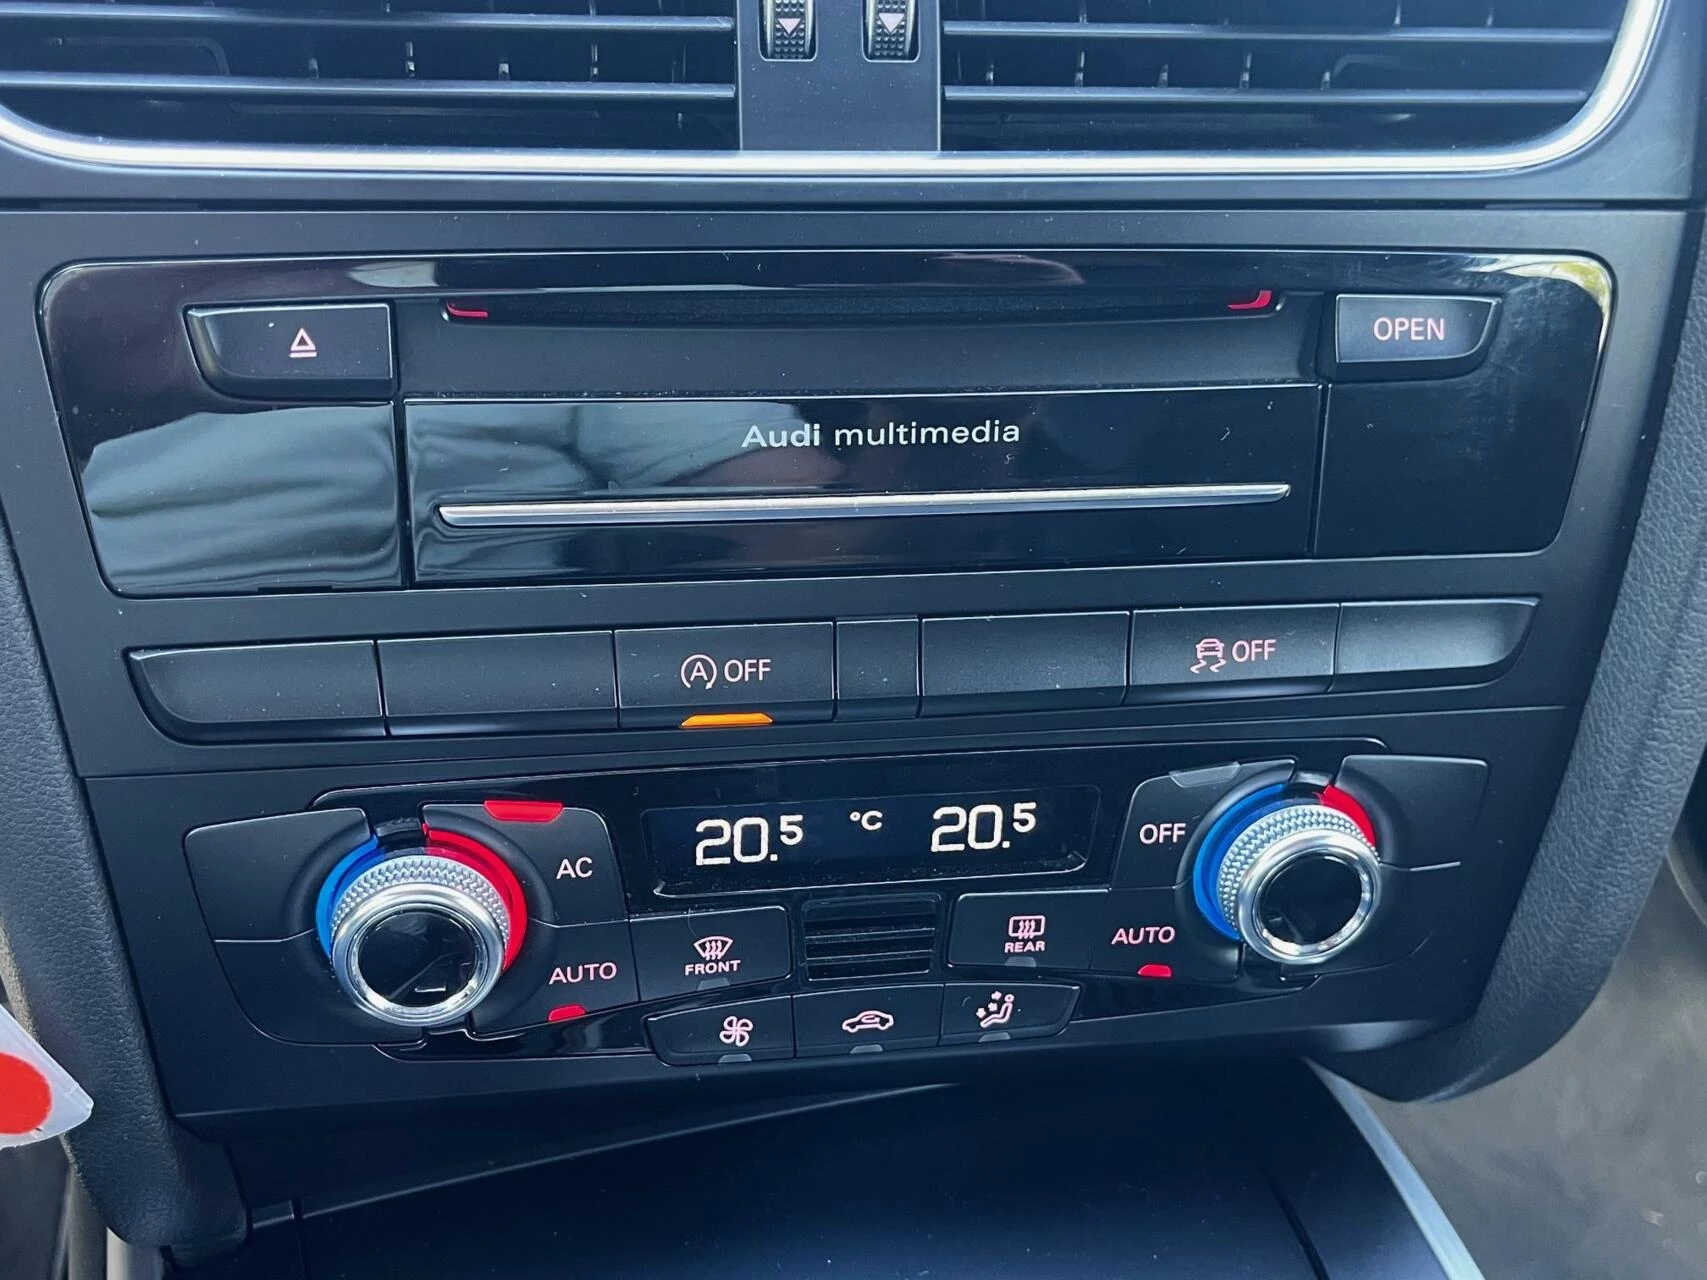 OPEN
Audi multimedia
A OFF
OFF
20.5 °C 20.5
AC
OFF
AUTO
FRONT
REAR
AUTO